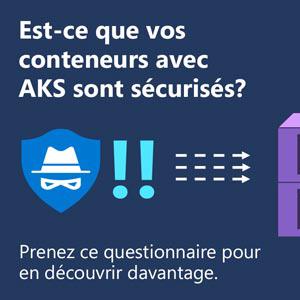 Est-ce que vos
conteneurs avec
AKS sont sécurisés?
!!
Prenez ce questionnaire pour
en découvrir davantage.